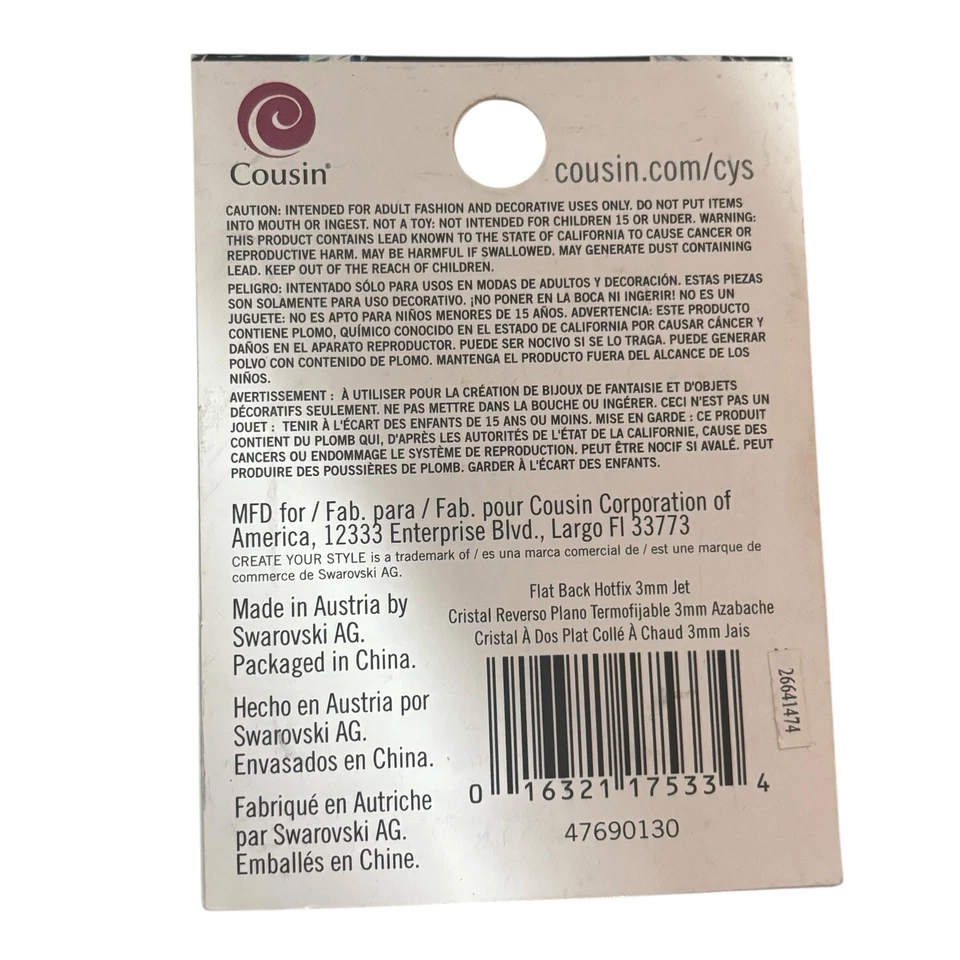 Cousin®
cousin.com/cys
CAUTION: INTENDED FOR ADULT FASHION AND DECORATIVE USES ONLY. DO NOT PUT ITEMS
INTO MOUTH OR INGEST. NOT A TOY: NOT INTENDED FOR CHILDREN 15 OR UNDER. WARNING:
THIS PRODUCT CONTAINS LEAD KNOWN TO THE STATE OF CALIFORNIA TO CAUSE CANCER OR
REPRODUCTIVE HARM. MAY BE HARMFUL IF SWALLOWED. MAY GENERATE DUST CONTAINING
LEAD. KEEP OUT OF THE REACH OF CHILDREN.
PELIGRO: INTENTADO SÓLO PARA USOS EN MODAS DE ADULTOS Y DECORACIÓN. ESTAS PIEZAS
SON SOLAMENTE PARA USO DECORATIVO. ¡NO PONER EN LA BOCA NI INGERIR! NO ES UN
JUGUETE: NO ES APTO PARA NIÑOS MENORES DE 15 AÑOS. ADVERTENCIA: ESTE PRODUCTO
CONTIENE PLOMO, QUÍMICO CONOCIDO EN EL ESTADO DE CALIFORNIA POR CAUSAR CÁNCER Y
DAÑOS EN EL APARATO REPRODUCTOR. PUEDE SER NOCIVO SI SE LO TRAGA. PUEDE GENERAR
POLVO CON CONTENIDO DE PLOMO. MANTENGA EL PRODUCTO FUERA DEL ALCANCE DE LOS
NIÑOS.
AVERTISSEMENT : À UTILISER POUR LA CRÉATION DE BIJOUX DE FANTAISIE ET D'OBJETS
DÉCORATIFS SEULEMENT. NE PAS METTRE DANS LA BOUCHE OU INGÉRER. CECI N'EST PAS UN
JOUET : TENIR À L'ÉCART DES ENFANTS DE 15 ANS OU MOINS. MISE EN GARDE : CE PRODUIT
CONTIENT DU PLOMB QUI, D'APRÈS LES AUTORITÉS DE L'ÉTAT DE LA CALIFORNIE, CAUSE DES
CANCERS OU ENDOMMAGE LE SYSTÈME DE REPRODUCTION. PEUT ÊTRE NOCIF SI AVALÉ. PEUT
PRODUIRE DES POUSSIÈRES DE PLOMB. GARDER À L'ÉCART DES ENFANTS.
MFD for / Fab. para / Fab. pour Cousin Corporation of
America, 12333 Enterprise Blvd., Largo Fl 33773
CREATE YOUR STYLE is a trademark of / es una marca comercial de / est une marque de
commerce de Swarovski AG.
Made in Austria by
Swarovski AG.
Packaged in China.
Hecho en Austria por
Swarovski AG.
Envasados en China.
Fabriqué en Autriche
par Swarovski AG.
Emballés en Chine.
Flat Back Hotfix 3mm Jet
Cristal Reverso Plano Termofijable 3mm Azabache
Cristal À Dos Plat Collé À Chaud 3mm Jais
26641474
0 16321 17533 4
47690130